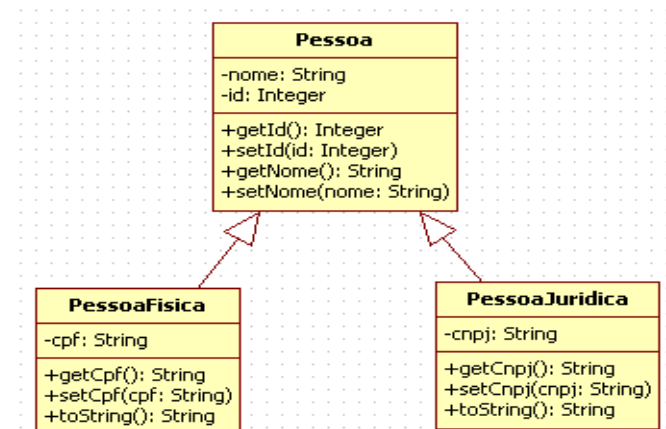 Pessoa
-nome: String
-id: Integer
+getId(): Integer
+setId(id: Integer)
+getNome(): String
+setNome(nome: String)
PessoaFisica
-cpf: String
+getCpf(): String
+setCpf(cpf: String)
+toString(): String
PessoaJuridica
-cnpj: String
+getCnpj(): String
+setCnpj(cnpj: String)
+toString(): String